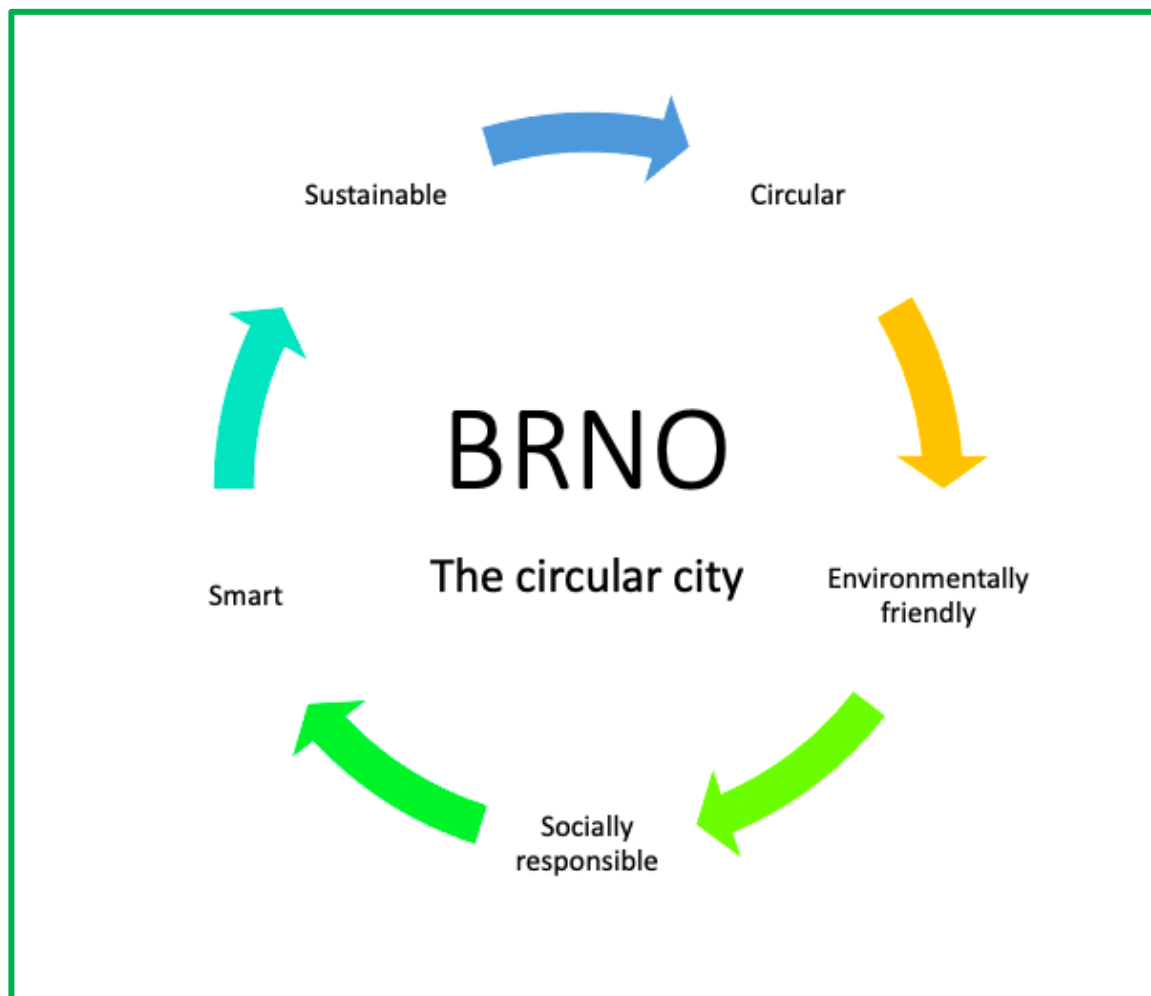 Sustainable
Circular
BRNO
The circular city
Environmentally
friendly
Smart
Socially
responsible